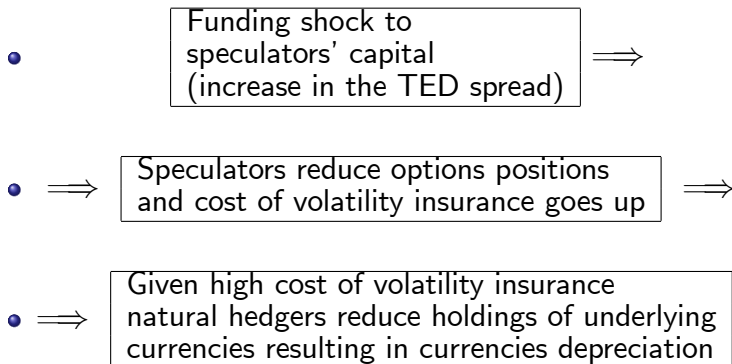 Funding shock to
speculators' capital
(increase in the TED spread) ⟹
⟹ Speculators reduce options positions
and cost of volatility insurance goes up ⟹
⟹ Given high cost of volatility insurance
natural hedgers reduce holdings of underlying
currencies resulting in currencies depreciation